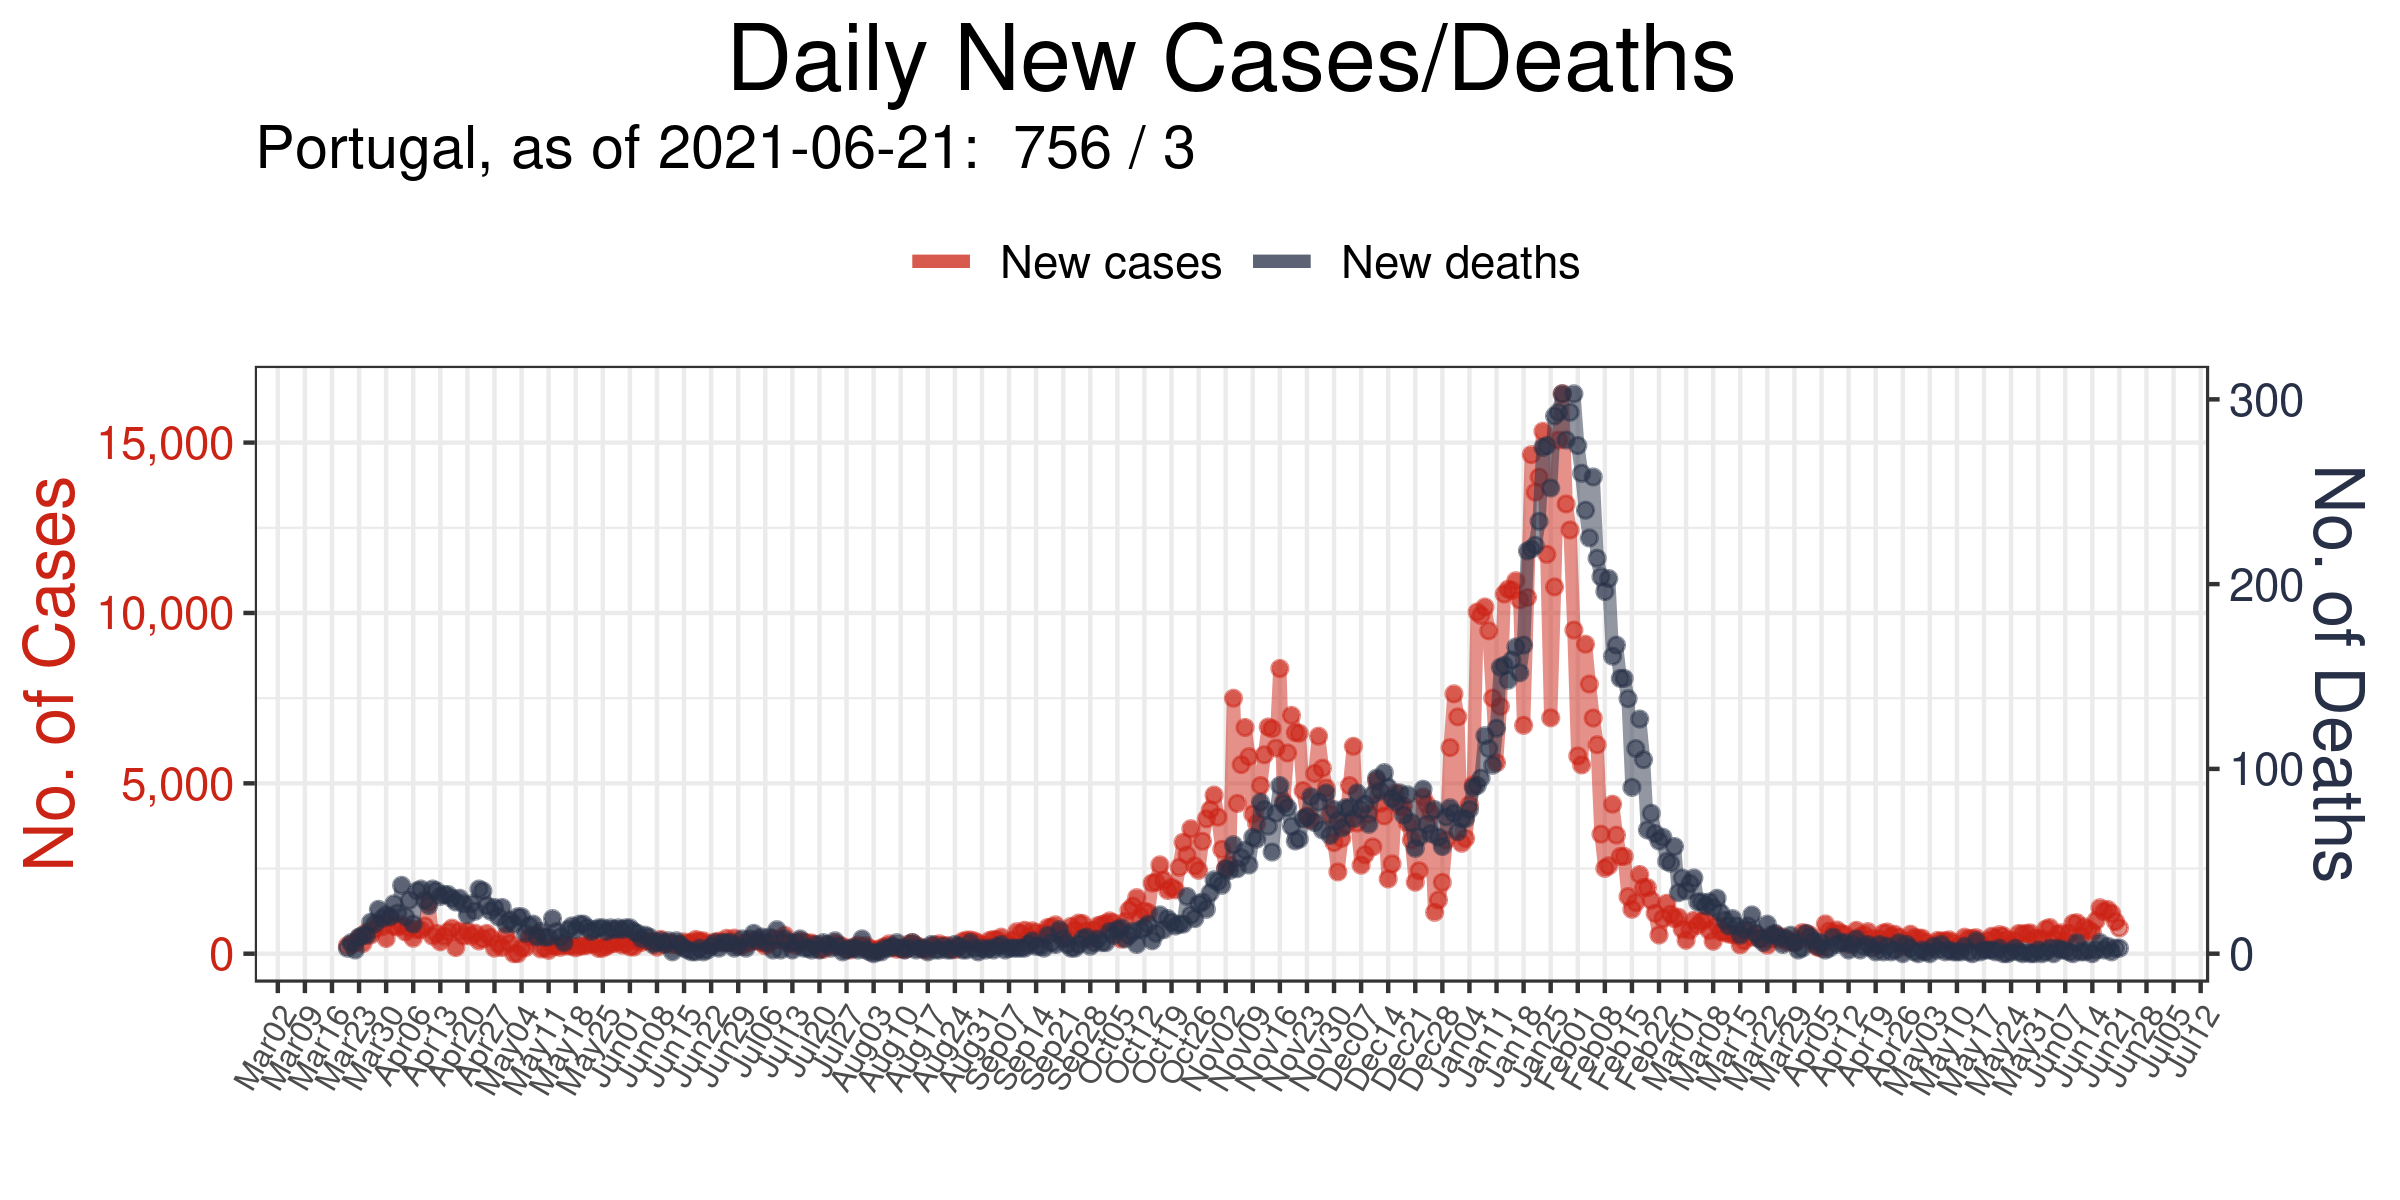 Daily New Cases/Deaths
Portugal, as of 2021-06-21: 756 / 3
New cases
New deaths
No. of Cases
15,000
10,000
5,000
0
300
200
100
0
No. of Deaths
Mar02
Mar09
Mar16
Mar23
Mar30
Apr06
Apr13
Apr20
Apr27
May04
May11
May18
May25
Jun01
Jun08
Jun15
Jun22
Jun29
Jul06
Jul13
Jul20
Jul27
Aug03
Aug10
Aug17
Aug24
Aug31
Sep07
Sep14
Sep21
Sep28
Oct05
Oct12
Oct19
Oct26
Nov02
Nov09
Nov16
Nov23
Nov30
Dec07
Dec14
Dec21
Dec28
Jan04
Jan11
Jan18
Jan25
Feb01
Feb08
Feb15
Feb22
Mar01
Mar08
Mar15
Mar22
Mar29
Apr05
Apr12
Apr19
Apr26
May03
May10
May17
May24
May31
Jun07
Jun14
Jun21
Jun28
Jul05
Jul12